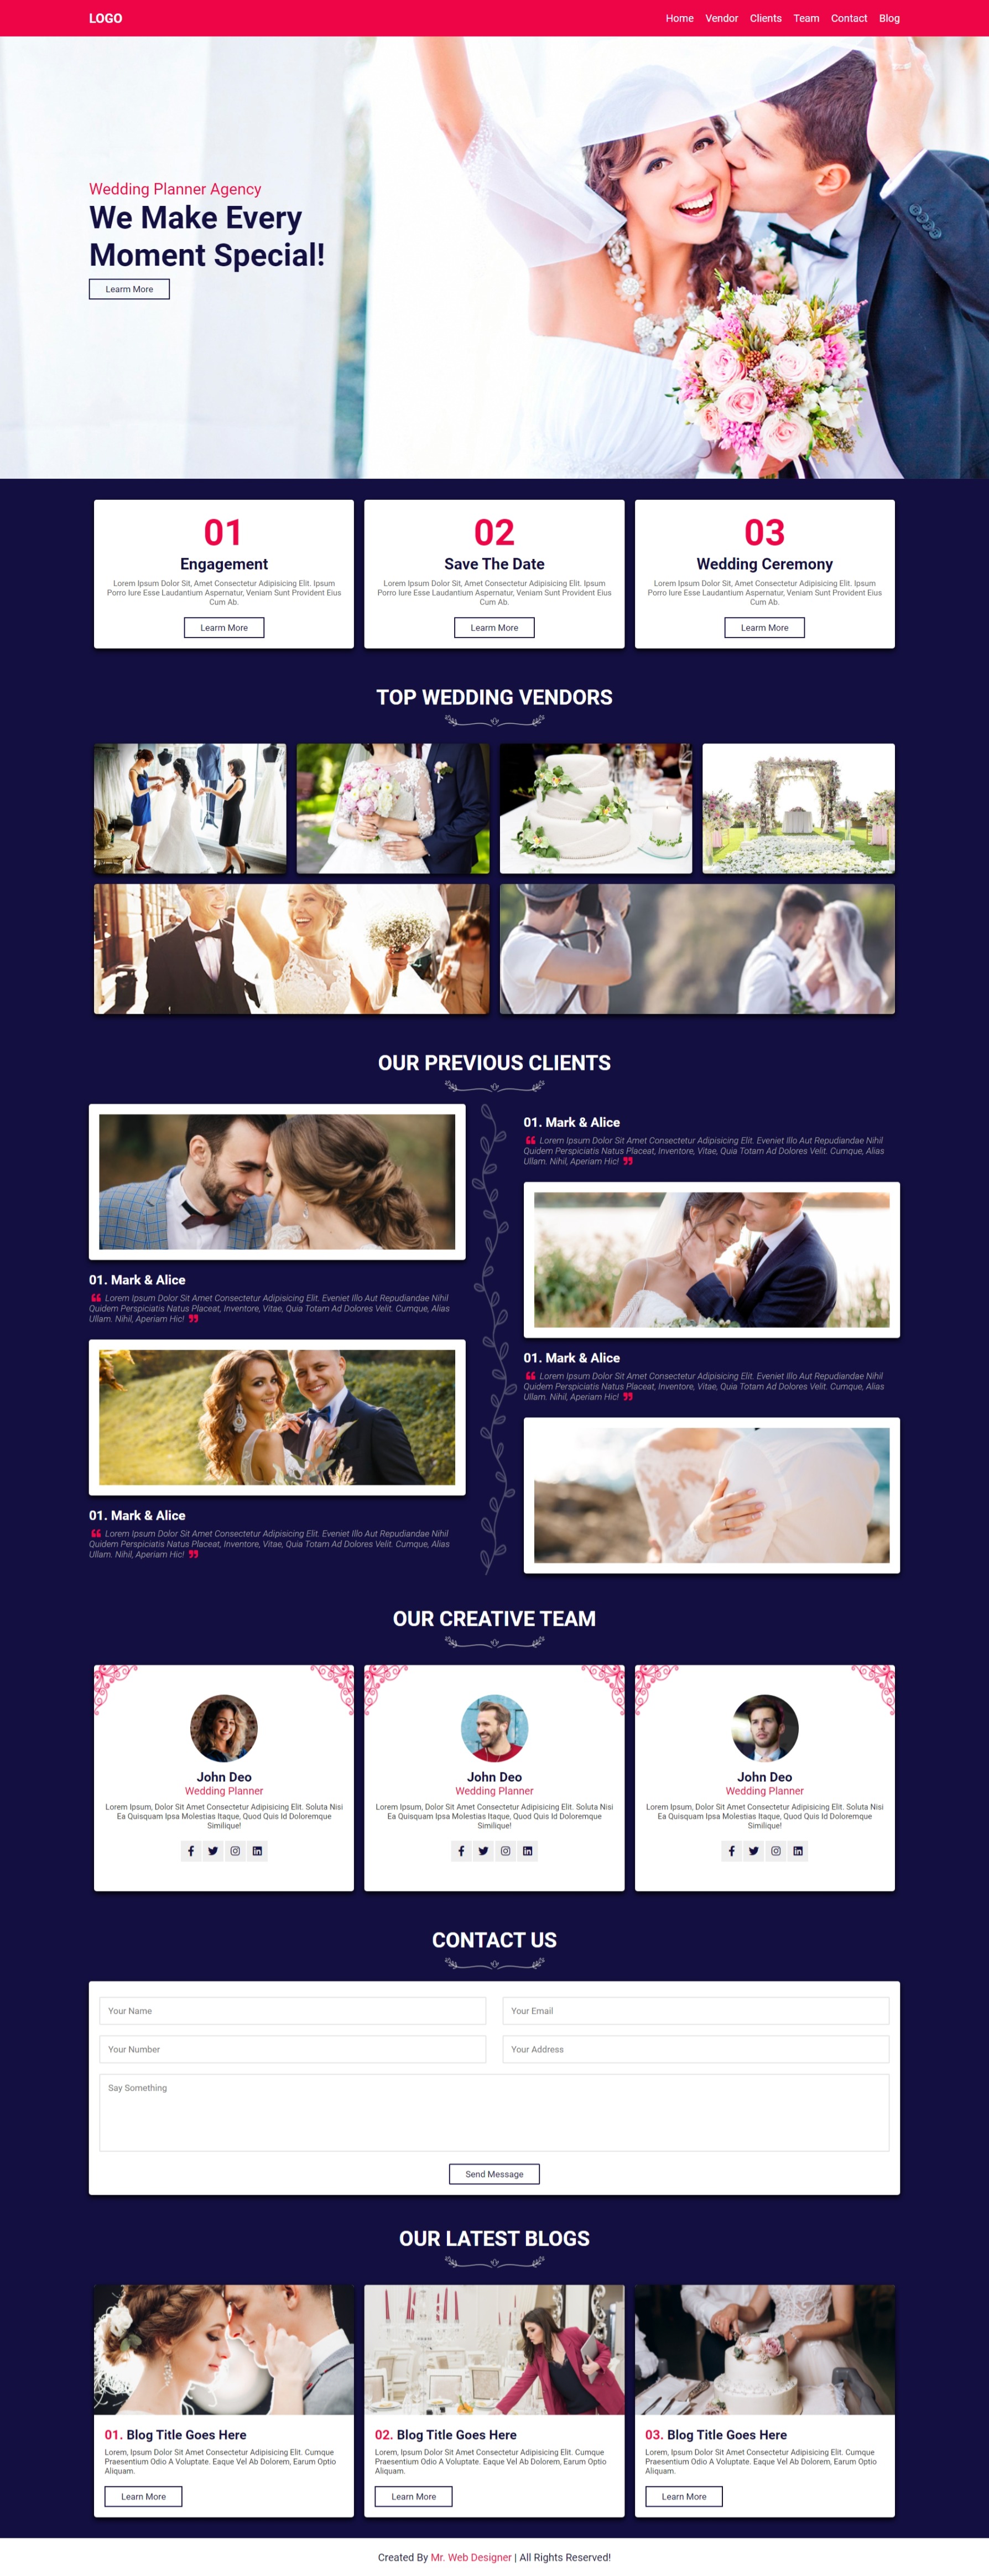 LOGO
Home Vendor Clients Team Contact Blog
Wedding Planner Agency
We Make Every
Moment Special!
Learm More
01
Engagement
Lorem Ipsum Dolor Sit, Amet Consectetur Adipisicing Elit. Ipsum
Porro Iure Esse Laudantium Aspernatur, Veniam Sunt Provident Eius
Cum Ab.
Learm More
02
Save The Date
Lorem Ipsum Dolor Sit, Amet Consectetur Adipisicing Elit. Ipsum
Porro Iure Esse Laudantium Aspernatur, Veniam Sunt Provident Eius
Cum Ab.
Learm More
03
Wedding Ceremony
Lorem Ipsum Dolor Sit, Amet Consectetur Adipisicing Elit. Ipsum
Porro Iure Esse Laudantium Aspernatur, Veniam Sunt Provident Eius
Cum Ab.
Learm More
TOP WEDDING VENDORS
OUR PREVIOUS CLIENTS
01. Mark & Alice
❝ Lorem Ipsum Dolor Sit Amet Consectetur Adipisicing Elit. Eveniet Illo Aut Repudiandae Nihil
Quidem Perspiciatis Natus Placeat, Inventore, Vitae, Quia Totam Ad Dolores Velit. Cumque, Alias
Ullam. Nihil, Aperiam Hic! ❞
01. Mark & Alice
❝ Lorem Ipsum Dolor Sit Amet Consectetur Adipisicing Elit. Eveniet Illo Aut Repudiandae Nihil
Quidem Perspiciatis Natus Placeat, Inventore, Vitae, Quia Totam Ad Dolores Velit. Cumque, Alias
Ullam. Nihil, Aperiam Hic! ❞
01. Mark & Alice
❝ Lorem Ipsum Dolor Sit Amet Consectetur Adipisicing Elit. Eveniet Illo Aut Repudiandae Nihil
Quidem Perspiciatis Natus Placeat, Inventore, Vitae, Quia Totam Ad Dolores Velit. Cumque, Alias
Ullam. Nihil, Aperiam Hic! ❞
01. Mark & Alice
❝ Lorem Ipsum Dolor Sit Amet Consectetur Adipisicing Elit. Eveniet Illo Aut Repudiandae Nihil
Quidem Perspiciatis Natus Placeat, Inventore, Vitae, Quia Totam Ad Dolores Velit. Cumque, Alias
Ullam. Nihil, Aperiam Hic! ❞
OUR CREATIVE TEAM
John Deo
Wedding Planner
Lorem Ipsum, Dolor Sit Amet Consectetur Adipisicing Elit. Soluta Nisi
Ea Quisquam Ipsa Molestias Itaque, Quod Quis Id Doloremque
Similique!
John Deo
Wedding Planner
Lorem Ipsum, Dolor Sit Amet Consectetur Adipisicing Elit. Soluta Nisi
Ea Quisquam Ipsa Molestias Itaque, Quod Quis Id Doloremque
Similique!
John Deo
Wedding Planner
Lorem Ipsum, Dolor Sit Amet Consectetur Adipisicing Elit. Soluta Nisi
Ea Quisquam Ipsa Molestias Itaque, Quod Quis Id Doloremque
Similique!
CONTACT US
Your Name
Your Email
Your Number
Your Address
Say Something
Send Message
OUR LATEST BLOGS
01. Blog Title Goes Here
Lorem, Ipsum Dolor Sit Amet Consectetur Adipisicing Elit. Cumque
Praesentium Odio A Voluptate. Eaque Vel Ab Dolorem, Earum Optio
Aliquam.
Learn More
02. Blog Title Goes Here
Lorem, Ipsum Dolor Sit Amet Consectetur Adipisicing Elit. Cumque
Praesentium Odio A Voluptate. Eaque Vel Ab Dolorem, Earum Optio
Aliquam.
Learn More
03. Blog Title Goes Here
Lorem, Ipsum Dolor Sit Amet Consectetur Adipisicing Elit. Cumque
Praesentium Odio A Voluptate. Eaque Vel Ab Dolorem, Earum Optio
Aliquam.
Learn More
Created By Mr. Web Designer | All Rights Reserved!